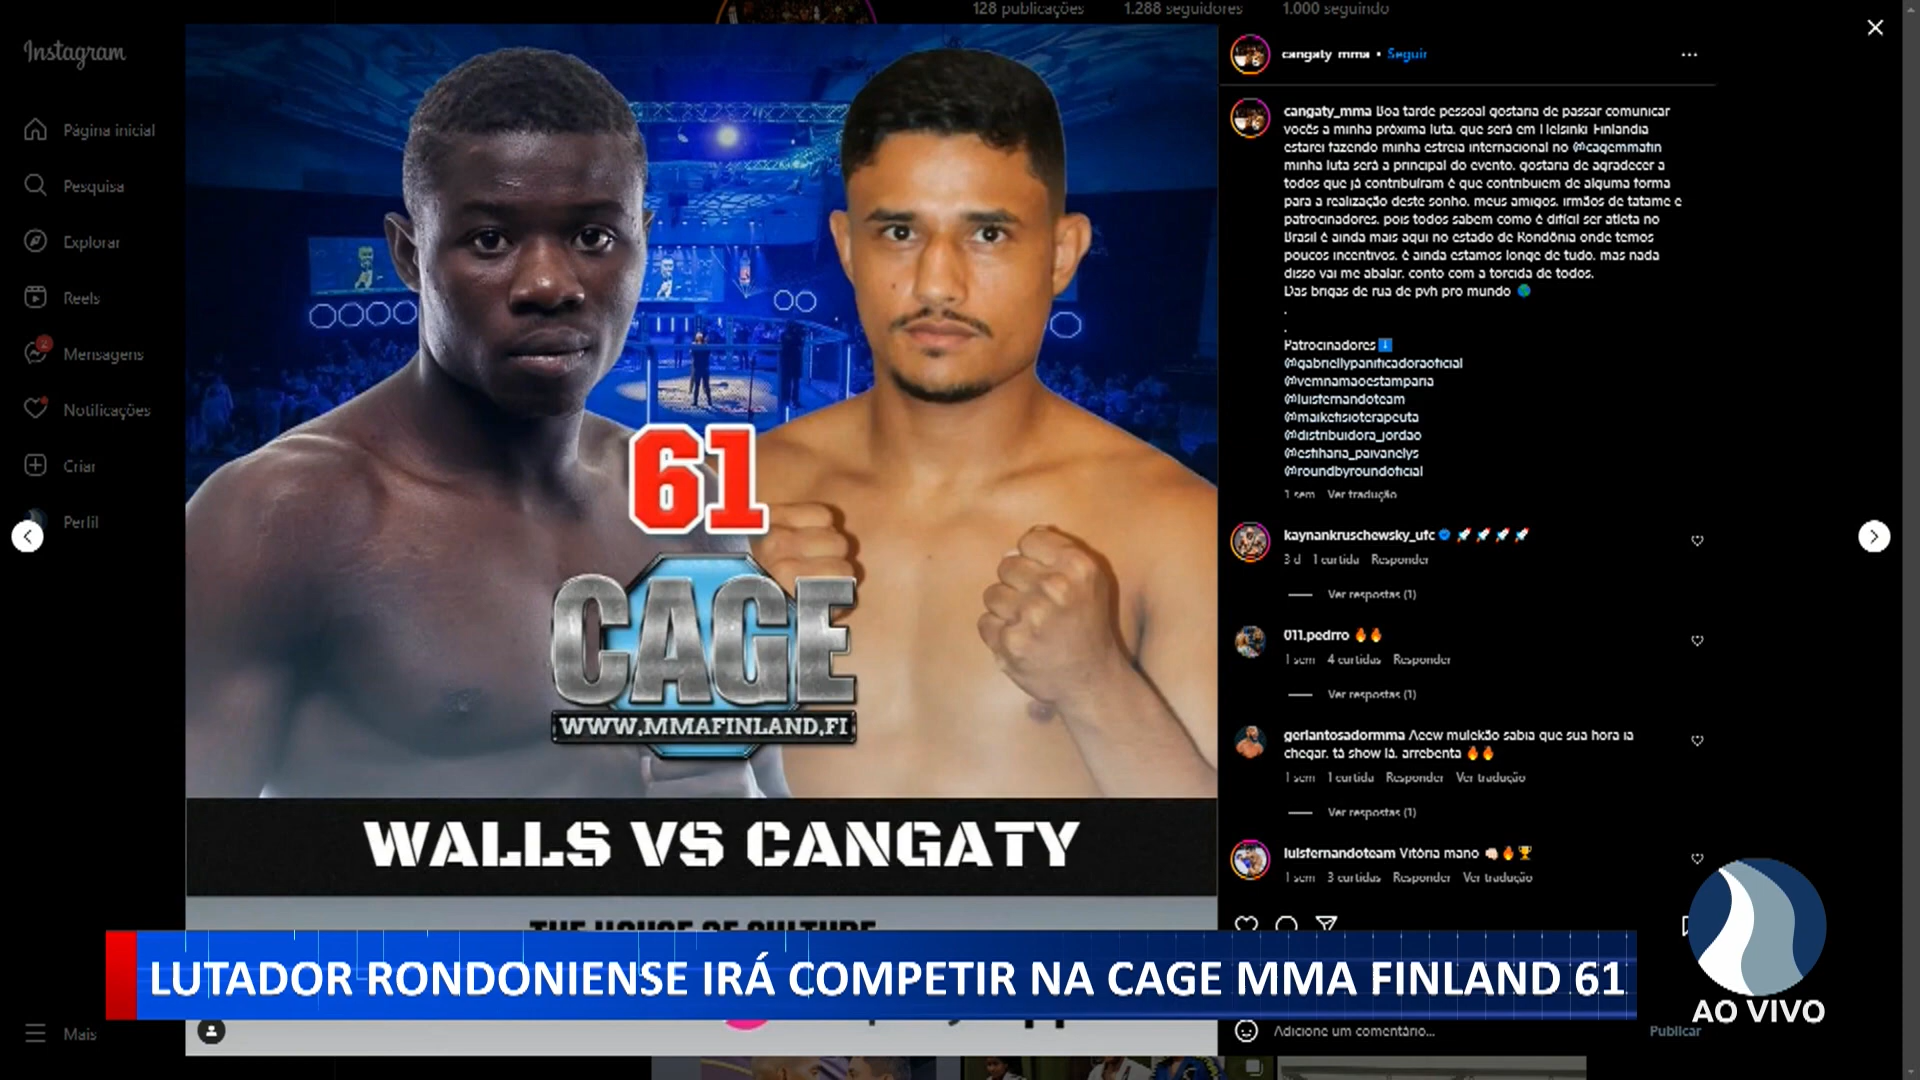 128 publicações 1.288 seguidores 1.000 seguindo
Instagram
Página inicial
Pesquisa
Explorar
Reels
2
Mensagens
Notificações
Criar
Perfil
Mais
61
CAGE
WWW.MMAFINLAND.FI
WALLS VS CANGATY
THE HOUSE OF CULTURE
cangaty_mma • Seguir
cangaty_mma Boa tarde pessoal gostaria de passar comunicar
vocês a minha próxima luta, que será em Helsinki Finlândia
estarei fazendo minha estreia internacional no @cagemmafin
minha luta será a principal do evento, gostaria de agradecer a
todos que já contribuíram é que contribuem de alguma forma
para a realização deste sonho, meus amigos, irmãos de tatame e
patrocinadores, pois todos sabem como é difícil ser atleta no
Brasil é ainda mais aqui no estado de Rondônia onde temos
poucos incentivos, é ainda estamos longe de tudo, mas nada
disso vai me abalar, conto com a torcida de todos.
Das brigas de rua de pvh pro mundo 🌎
.
.
Patrocinadores⬇️
@gabriellypanificadoraoficial
@vemnamaoestamparia
@luisfernandoteam
@maikefisioterapeuta
@distribuidora_jordao
@esfiharia_paivanelys
@roundbyroundoficial
1 sem Ver tradução
kaynankruschewsky_ufc 🚀🚀🚀🚀
3 d 1 curtida Responder
Ver respostas (1)
011.pedrro 🔥🔥
1 sem 4 curtidas Responder
Ver respostas (1)
gerlantosadormma Aeew mulekão sabia que sua hora ia
chegar, tá show lá, arrebenta 🔥🔥
1 sem 1 curtida Responder Ver tradução
Ver respostas (1)
luisfernandoteam Vitória mano 👊🏻🔥🏆
1 sem 3 curtidas Responder Ver tradução
Adicione um comentário...
Publicar
LUTADOR RONDONIENSE IRÁ COMPETIR NA CAGE MMA FINLAND 61
AO VIVO